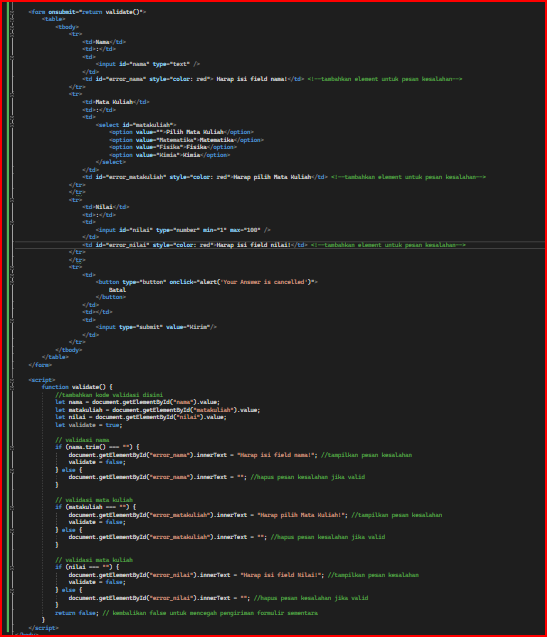 <form onsubmit="return validate()">
<table>
<tbody>
<tr>
<td>Nama</td>
<td>:</td>
<td>
<input id="nama" type="text" />
</td>
<td id="error_nama" style="color: red"> Harap isi field nama!</td> <!--tambahkan element untuk pesan kesalahan-->
</tr>
<tr>
<td>Mata Kuliah</td>
<td>:</td>
<td>
<select id="matakuliah">
<option value="">Pilih Mata Kuliah</option>
<option value="Matematika">Matematika</option>
<option value="Fisika">Fisika</option>
<option value="Kimia">Kimia</option>
</select>
</td>
<td id="error_matakuliah" style="color: red">Harap pilih Mata Kuliah</td> <!--tambahkan element untuk pesan kesalahan-->
</tr>
</tr>
<tr>
<td>Nilai</td>
<td>:</td>
<td>
<input id="nilai" type="number" min="1" max="100" />
</td>
<td id="error_nilai" style="color: red">Harap isi field nilai!</td> <!--tambahkan element untuk pesan kesalahan-->
</tr>
</tr>
<tr>
<td>
<button type="button" onclick="alert('Your Answer is cancelled')">
Batal
</button>
</td>
<td></td>
<td>
<input type="submit" value="Kirim"/>
</td>
</tr>
</tbody>
</table>
</form>
<script>
function validate() {
//tambahkan kode validasi disini
let nama = document.getElementById("nama").value;
let matakuliah = document.getElementById("matakuliah").value;
let nilai = document.getElementById("nilai").value;
let validate = true;
// validasi nama
if (nama.trim() === "") {
document.getElementById("error_nama").innerText = "Harap isi field nama!"; //tampilkan pesan kesalahan
validate = false;
} else {
document.getElementById("error_nama").innerText = ""; //hapus pesan kesalahan jika valid
}
// validasi mata kuliah
if (matakuliah === "") {
document.getElementById("error_matakuliah").innerText = "Harap pilih Mata Kuliah!"; //tampilkan pesan kesalahan
validate = false;
} else {
document.getElementById("error_matakuliah").innerText = ""; //hapus pesan kesalahan jika valid
}
// validasi mata kuliah
if (nilai === "") {
document.getElementById("error_nilai").innerText = "Harap isi field Nilai!"; //tampilkan pesan kesalahan
validate = false;
} else {
document.getElementById("error_nilai").innerText = ""; //hapus pesan kesalahan jika valid
}
return false; // kembalikan false untuk mencegah pengiriman formulir sementara
}
</script>
</body>